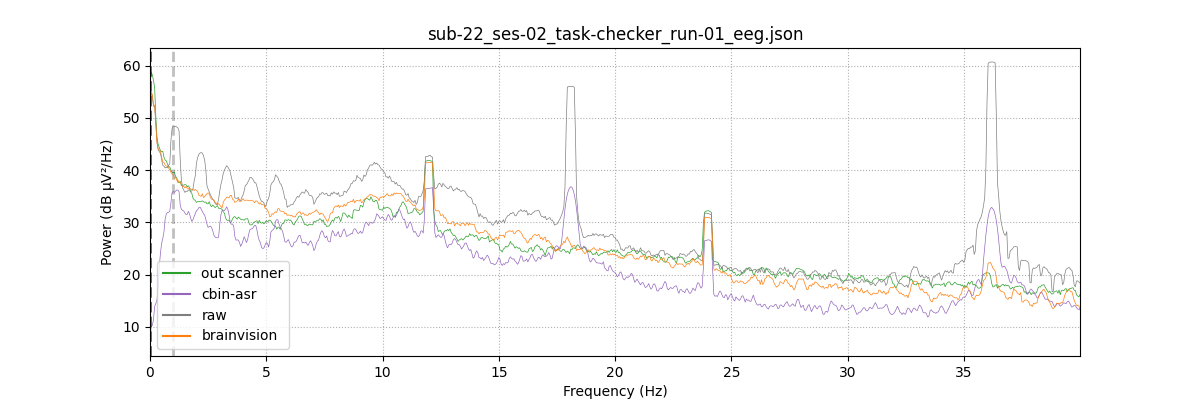 sub-22_ses-02_task-checker_run-01_eeg.json
Power (dB µV²/Hz)
60
50
40
30
20
10
out scanner
cbin-asr
raw
brainvision
0 5 10 15 20 25 30 35
Frequency (Hz)